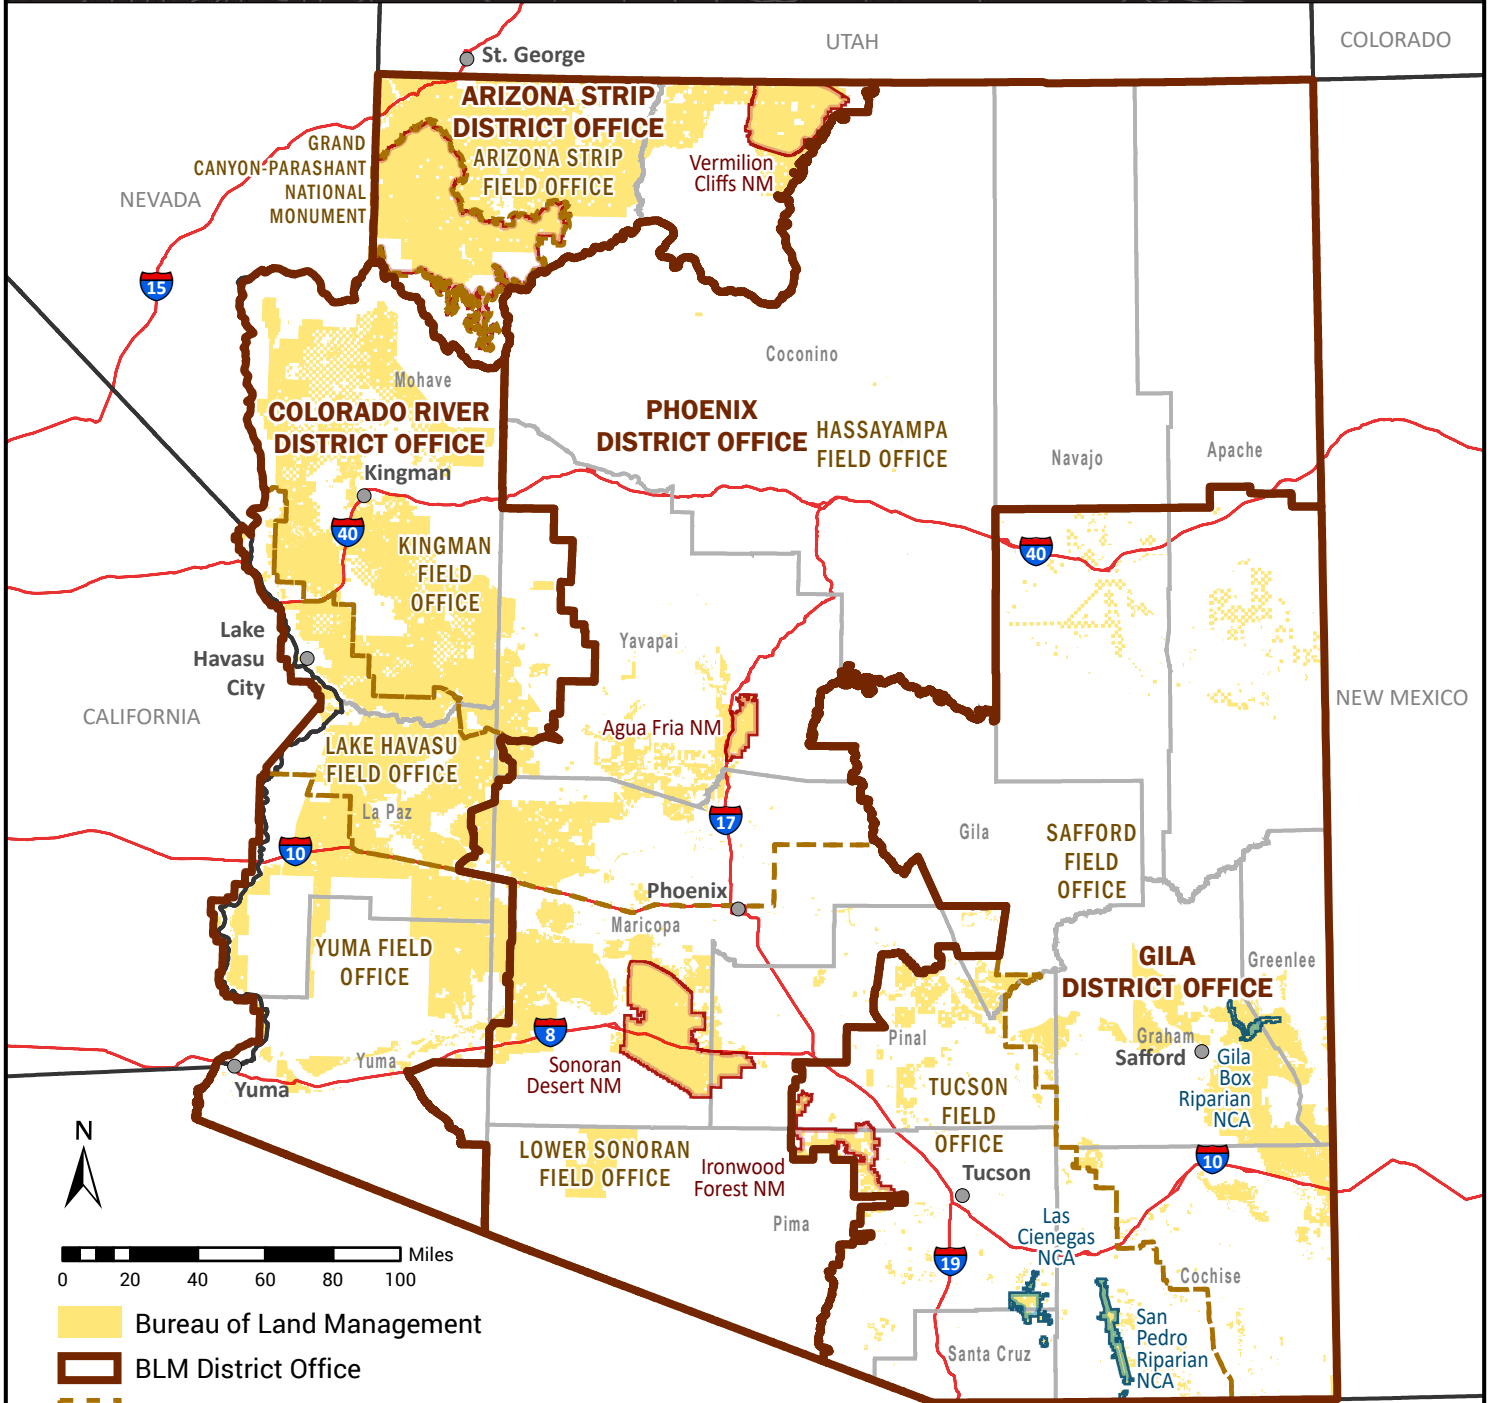 UTAH
COLORADO
St. George
ARIZONA STRIP
DISTRICT OFFICE
ARIZONA STRIP
FIELD OFFICE
GRAND
CANYON-PARASHANT
NATIONAL
MONUMENT
Vermilion
Cliffs NM
NEVADA
15
Coconino
Mohave
COLORADO RIVER
DISTRICT OFFICE
PHOENIX
DISTRICT OFFICE
HASSAYAMPA
FIELD OFFICE
Navajo
Apache
Kingman
40
40
KINGMAN
FIELD
OFFICE
Lake
Havasu
City
Yavapai
CALIFORNIA
NEW MEXICO
Agua Fria NM
LAKE HAVASU
FIELD OFFICE
La Paz
17
10
Gila
SAFFORD
FIELD
OFFICE
Phoenix
Maricopa
YUMA FIELD
OFFICE
GILA
DISTRICT OFFICE
Greenlee
8
Pinal
Graham
Safford
Gila
Box
Riparian
NCA
Yuma
Yuma
Sonoran
Desert NM
TUCSON
FIELD
OFFICE
N
LOWER SONORAN
FIELD OFFICE
Ironwood
Forest NM
10
Tucson
Pima
Las
Cienegas
NCA
19
Cochise
Miles
0 20 40 60 80 100
San
Pedro
Riparian
NCA
Santa Cruz
Bureau of Land Management
BLM District Office